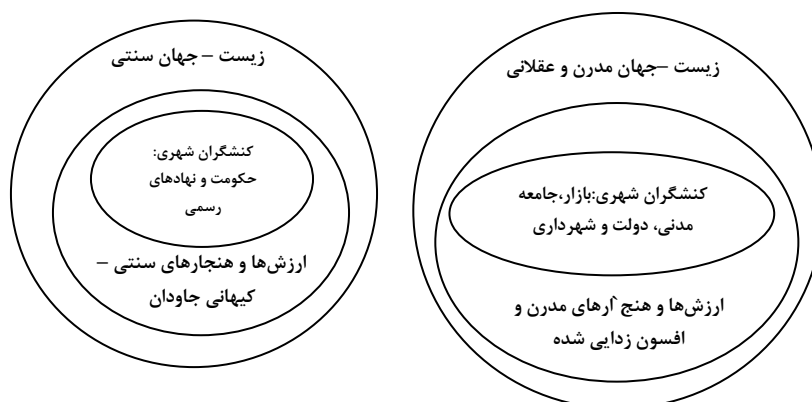 زیست – جهان مدرن و عقلانی
کنشگران شهری:بازار،جامعه
مدنی، دولت و شهرداری
ارزش‌ها و هنجارهای مدرن و
افسون زدایی شده
زیست – جهان سنتی
کنشگران شهری:
حکومت و نهادهای
رسمی
ارزش‌ها و هنجارهای سنتی –
کیهانی جاودان